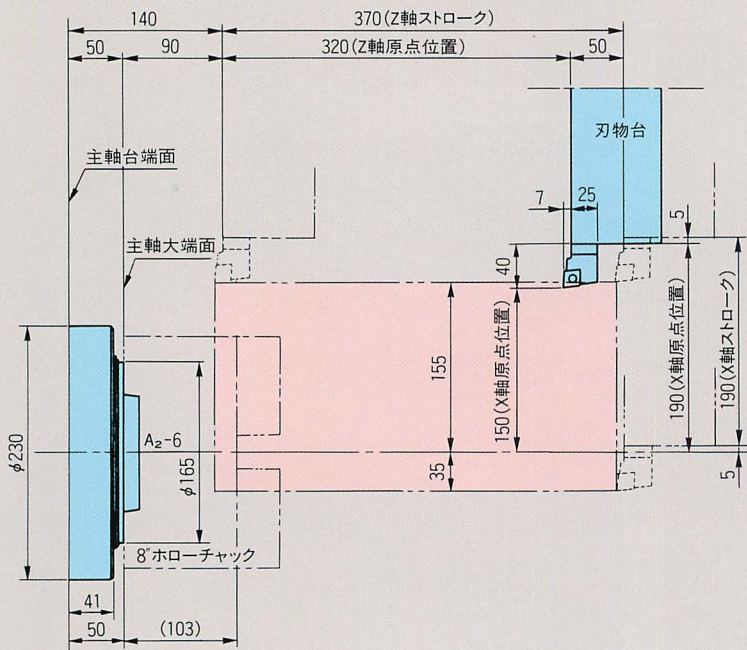 140
370(Z軸ストローク)
50
90
320(Z軸原点位置)
50
刃物台
主軸台端面
7
25
5
主軸大端面
40
155
150(X軸原点位置)
190(X軸原点位置)
190(X軸ストローク)
φ230
A₂-6
φ165
35
5
8"ホローチャック
41
50
(103)